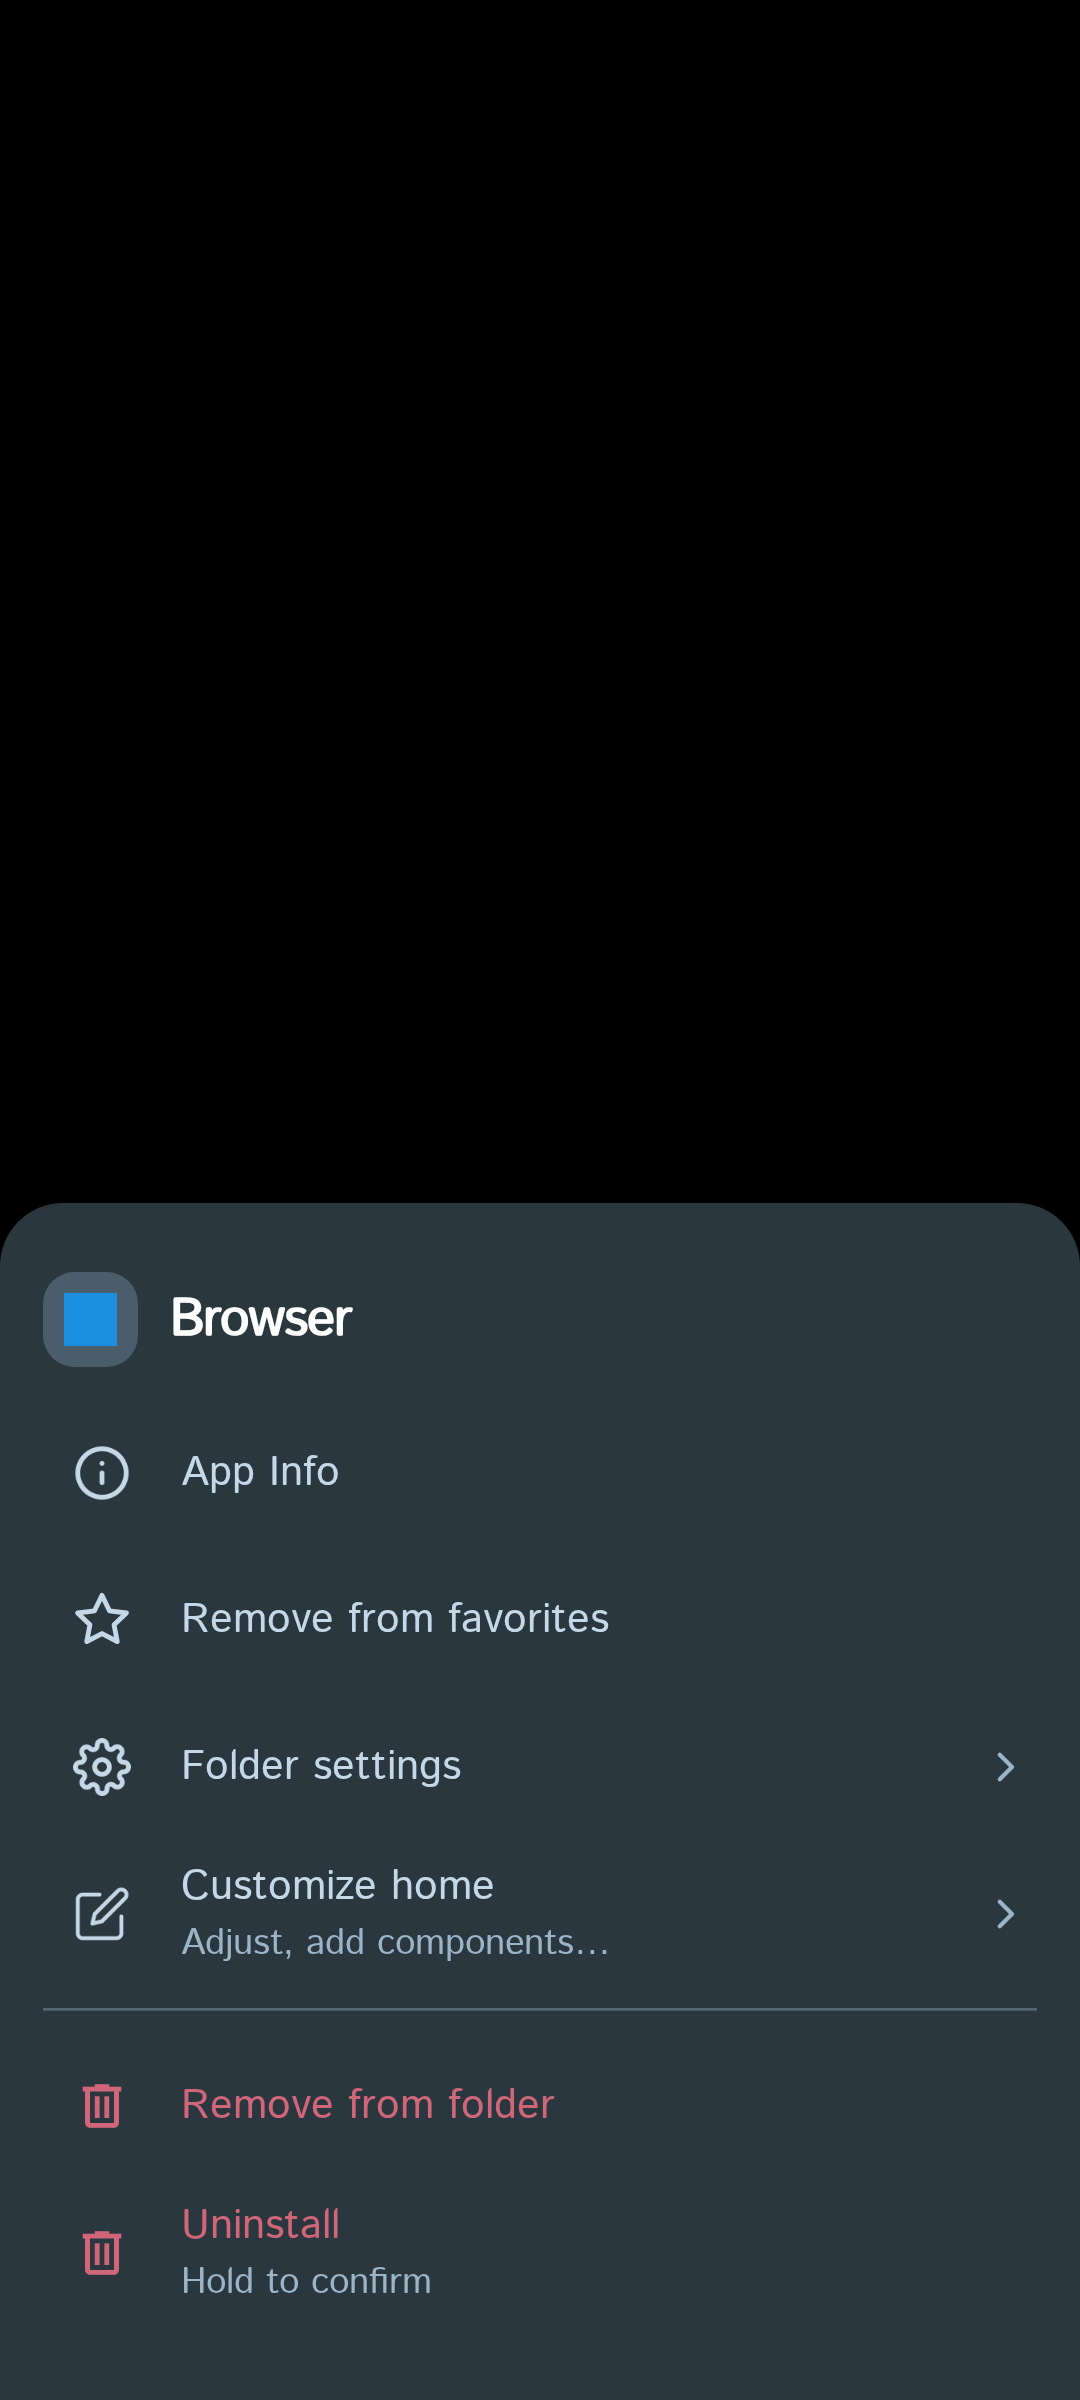 Browser
App Info
Remove from favorites
Folder settings
Customize home
Adjust, add components...
Remove from folder
Uninstall
Hold to confirm